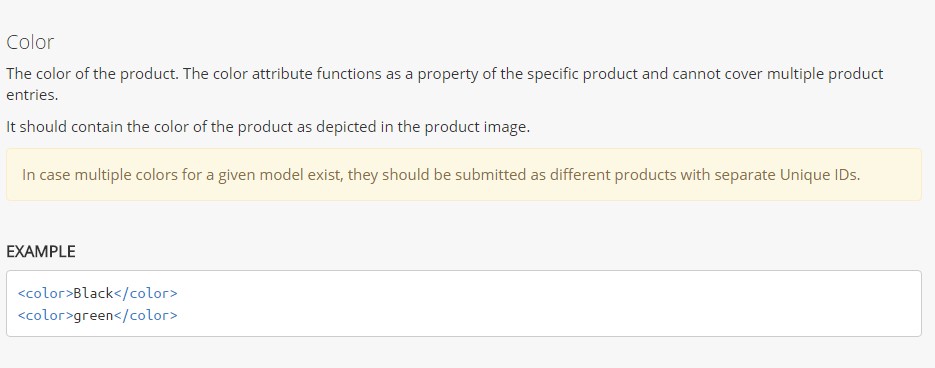 Color
The color of the product. The color attribute functions as a property of the specific product and cannot cover multiple product
entries.
It should contain the color of the product as depicted in the product image.
In case multiple colors for a given model exist, they should be submitted as different products with separate Unique IDs.
EXAMPLE
<color>Black</color>
<color>green</color>